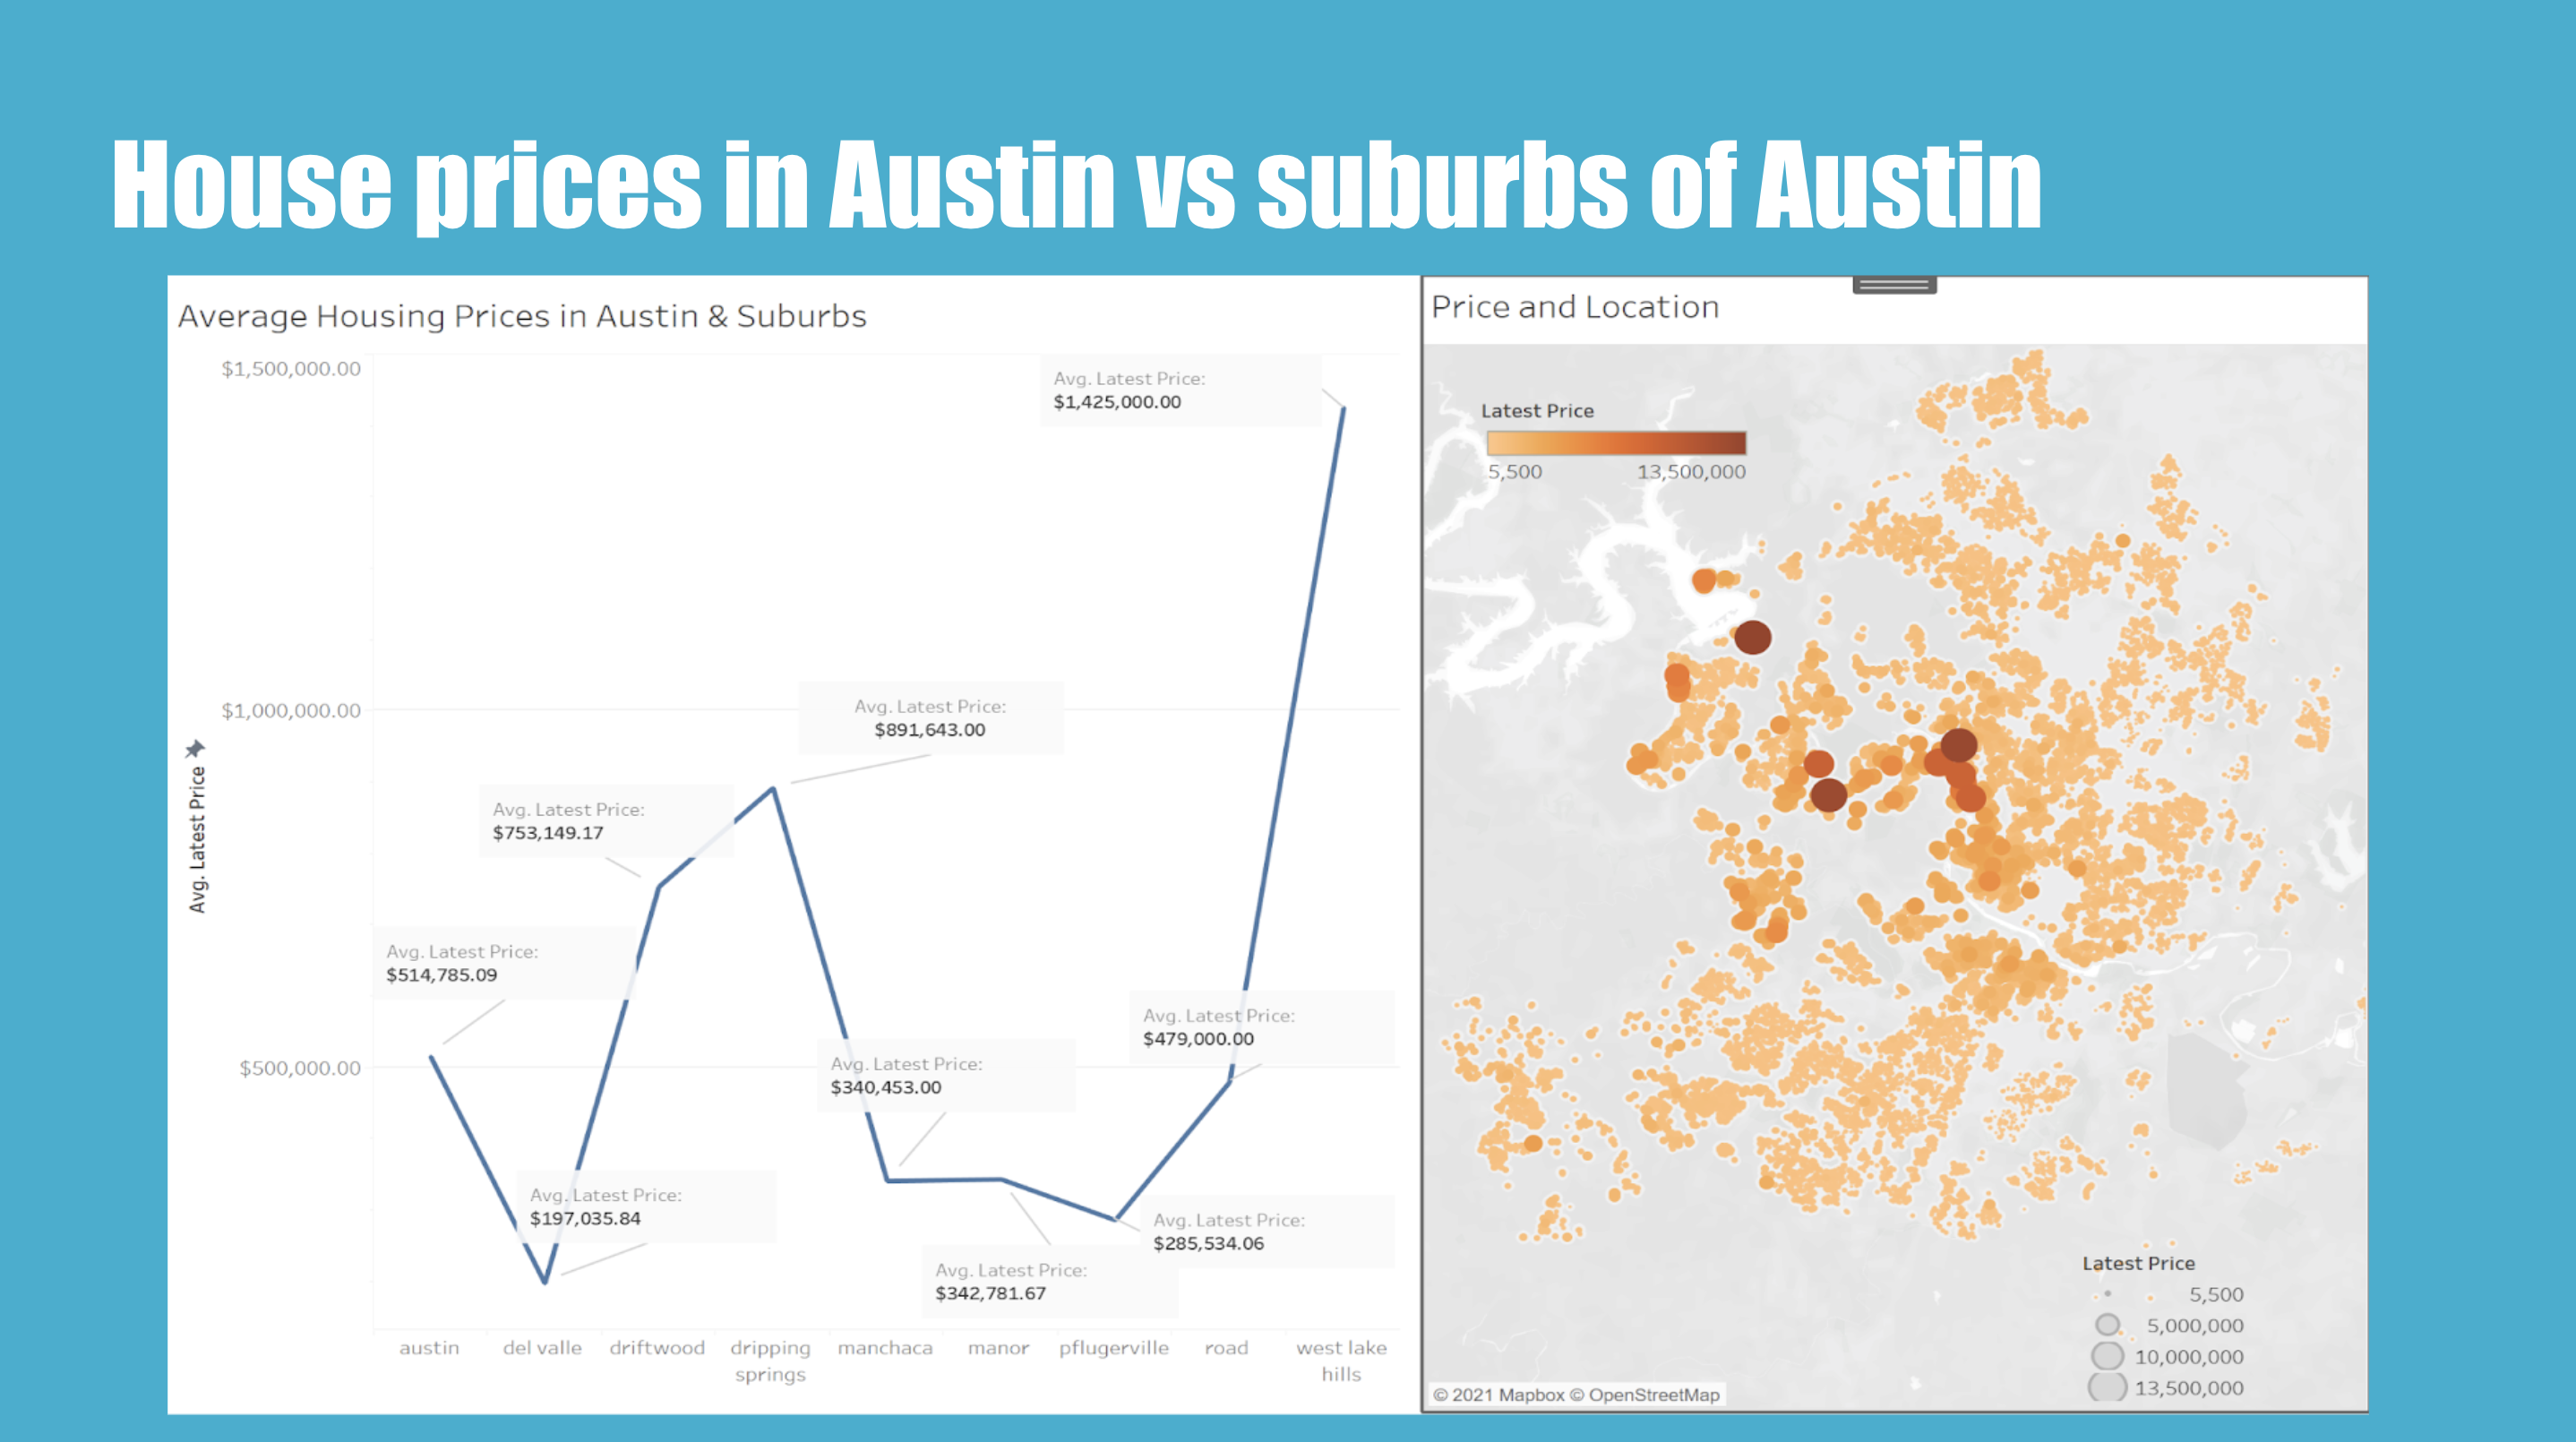 House prices in Austin vs suburbs of Austin
Average Housing Prices in Austin & Suburbs
$1,500,000.00
$1,000,000.00
$500,000.00
Avg. Latest Price
Avg. Latest Price:
$514,785.09
Avg. Latest Price:
$197,035.84
Avg. Latest Price:
$753,149.17
Avg. Latest Price:
$891,643.00
Avg. Latest Price:
$340,453.00
Avg. Latest Price:
$342,781.67
Avg. Latest Price:
$285,534.06
Avg. Latest Price:
$479,000.00
Avg. Latest Price:
$1,425,000.00
austin
del valle
driftwood
dripping
springs
manchaca
manor
pflugerville
road
west lake
hills
Price and Location
Latest Price
5,500
13,500,000
Latest Price
5,500
5,000,000
10,000,000
13,500,000
© 2021 Mapbox © OpenStreetMap